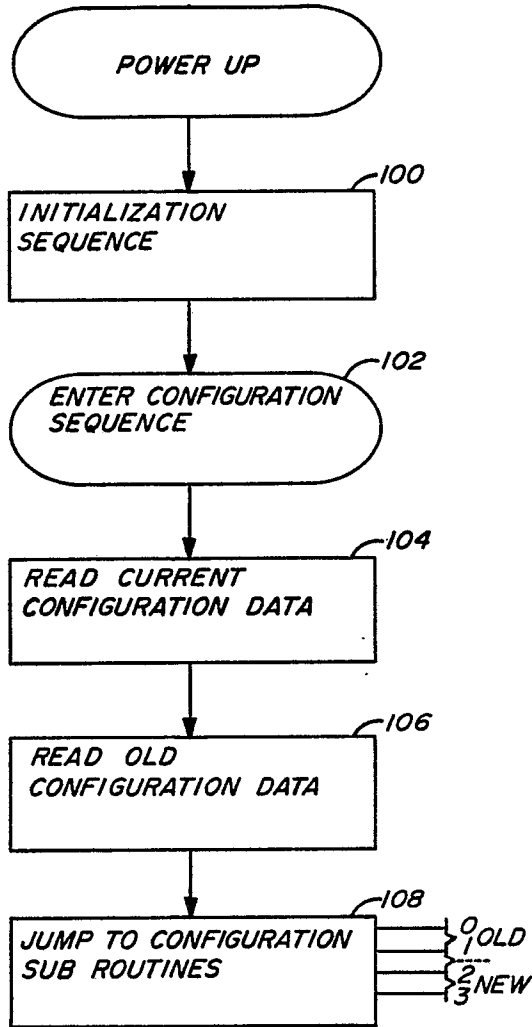 POWER UP
100
INITIALIZATION
SEQUENCE
102
ENTER CONFIGURATION
SEQUENCE
104
READ CURRENT
CONFIGURATION DATA
106
READ OLD
CONFIGURATION DATA
108
JUMP TO CONFIGURATION
SUB ROUTINES
0
1 OLD
2
3 NEW